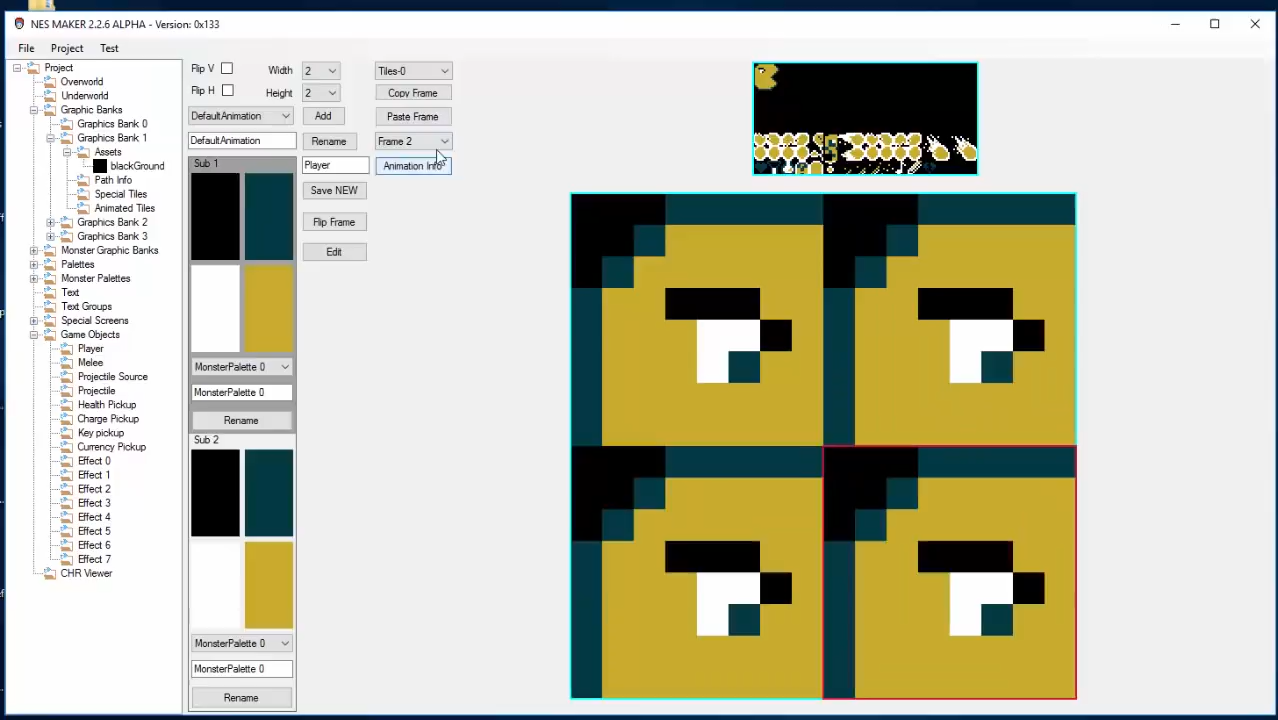 NES MAKER 2.2.6 ALPHA - Version: 0x133
File Project Test
Project
Overworld
Underworld
Graphic Banks
Graphics Bank 0
Graphics Bank 1
Assets
blackGround
Path Info
Special Tiles
Animated Tiles
Graphics Bank 2
Graphics Bank 3
Monster Graphic Banks
Palettes
Monster Palettes
Text
Text Groups
Special Screens
Game Objects
Player
Melee
Projectile Source
Projectile
Health Pickup
Charge Pickup
Key pickup
Currency Pickup
Effect 0
Effect 1
Effect 2
Effect 3
Effect 4
Effect 5
Effect 6
Effect 7
CHR Viewer
Flip V Width 2 Tiles-0
Flip H Height 2 Copy Frame
DefaultAnimation Add Paste Frame
DefaultAnimation Rename Frame 2
Sub 1 Player Animation Info
Save NEW
Flip Frame
Edit
MonsterPalette 0
MonsterPalette 0
Rename
Sub 2
MonsterPalette 0
MonsterPalette 0
Rename